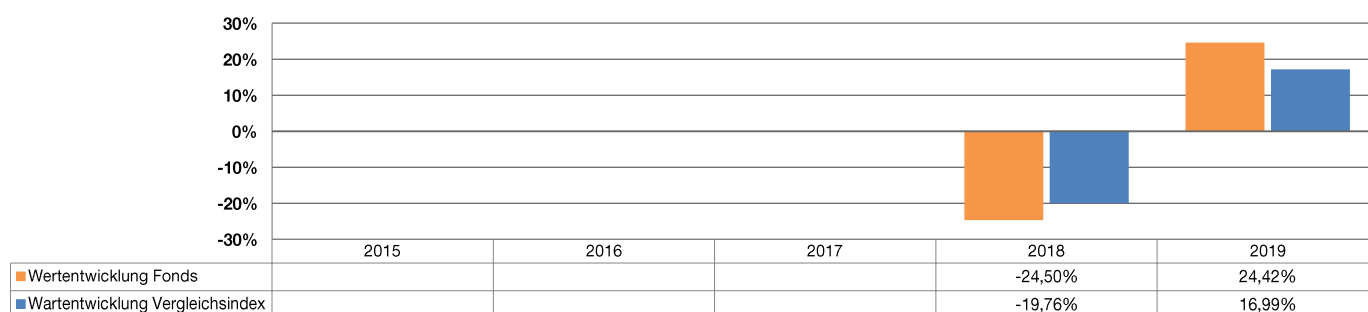 30%
20%
10%
0%
-10%
-20%
-30%
2015 2016 2017 2018 2019
Wertentwicklung Fonds -24,50% 24,42%
Wartentwicklung Vergleichsindex -19,76% 16,99%